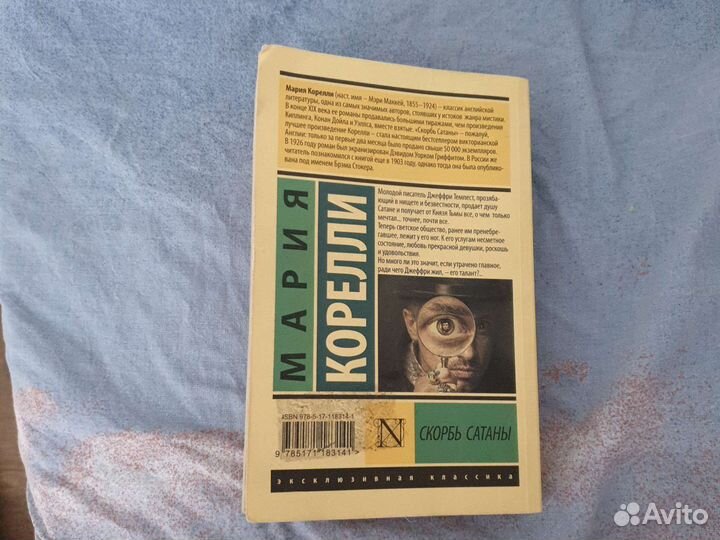 Мария Корелли (наст. имя – Мэри Маккей, 1855–1924) – классик английской
литературы, одна из самых значимых авторов, стоявших у истоков жанра мистики.
В конце XIX века ее романы продавались большими тиражами, чем произведения
Киплинга, Конан Дойла и Уэллса, вместе взятые. «Скорбь Сатаны» – пожалуй,
лучшее произведение Корелли – стала настоящим бестселлером викторианской
Англии: только за первые два месяца было продано свыше 50 000 экземпляров.
В 1926 году роман был экранизирован Дэвидом Уорком Гриффитом. В России же
читатель познакомился с книгой еще в 1903 году, однако тогда она была опублико-
вана под именем Брэма Стокера.
МАРИЯ
КОРЕЛЛИ
Молодой писатель Джеффри Темпест, прозябa-
ющий в нищете и безвестности, продает душу
Сатане и получает от Князя Тьмы все, о чем только
мечтал... точнее, почти все.
Теперь светское общество, ранее им пренебре-
гавшее, лежит у его ног. К его услугам несметное
состояние, любовь прекрасной девушки, роскошь
и удовольствия.
Но много ли это значит, если утрачено главное,
ради чего Джеффри жил, – его талант?..
ISBN 978-5-17-118314-1
9 785171 183141 >
N
СКОРБЬ САТАНЫ
ЭКСКЛЮЗИВНАЯ КЛАССИКА
Avito